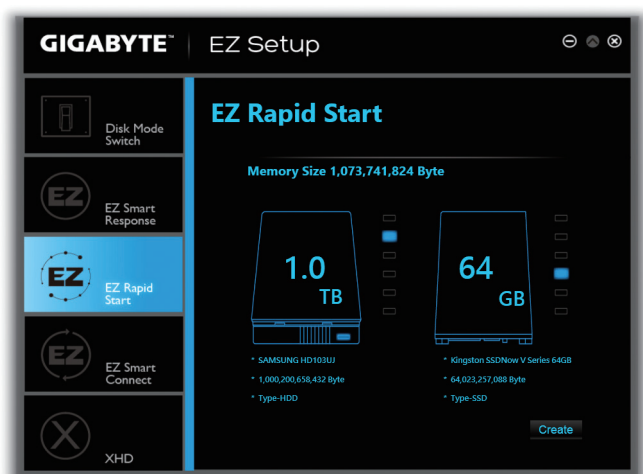 GIGABYTE™ EZ Setup
Disk Mode
Switch
EZ
EZ Smart
Response
EZ
EZ Rapid
Start
EZ
EZ Smart
Connect
X
XHD
EZ Rapid Start
Memory Size 1,073,741,824 Byte
1.0
TB
* SAMSUNG HD103UJ
* 1,000,200,658,432 Byte
* Type-HDD
64
GB
* Kingston SSDNow V Series 64GB
* 64,023,257,088 Byte
* Type-SSD
Create